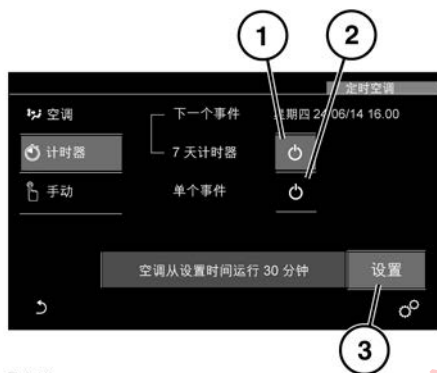 1
2
定时空调
空调
下一个事件
星期四 24/06/14 16.00
计时器
7 天计时器
手动
单个事件
空调从设置时间运行 30 分钟
设置
3